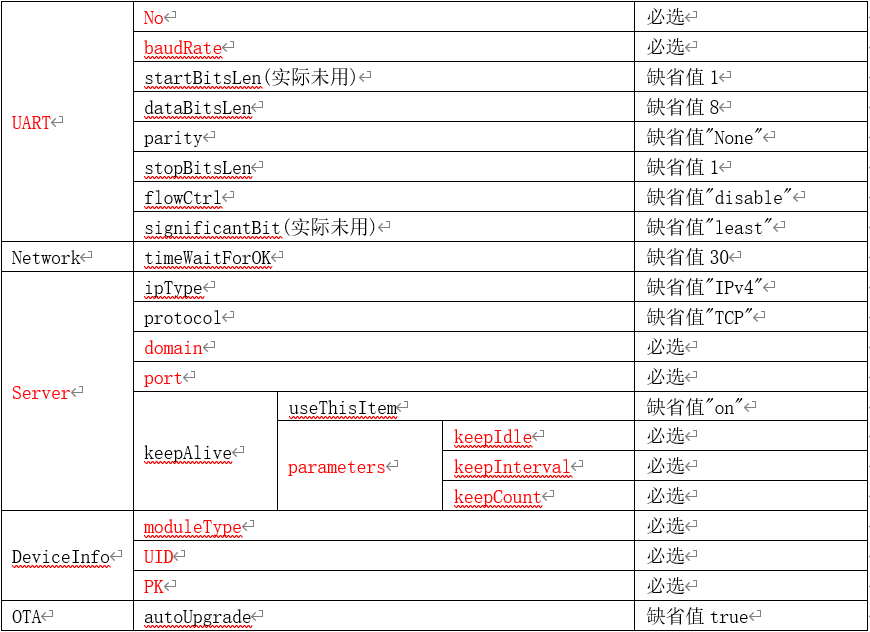 UART
No 必选
baudRate 必选
startBitsLen(实际未用) 缺省值 1
dataBitsLen 缺省值 8
parity 缺省值"None"
stopBitsLen 缺省值 1
flowCtrl 缺省值"disable"
significantBit(实际未用) 缺省值"least"
Network timeWaitForOK 缺省值 30
Server
ipType 缺省值"IPv4"
protocol 缺省值"TCP"
domain 必选
port 必选
keepAlive
useThisItem 缺省值"on"
parameters
keepIdle 必选
keepInterval 必选
keepCount 必选
DeviceInfo
moduleType 必选
UID 必选
PK 必选
OTA autoUpgrade 缺省值 true